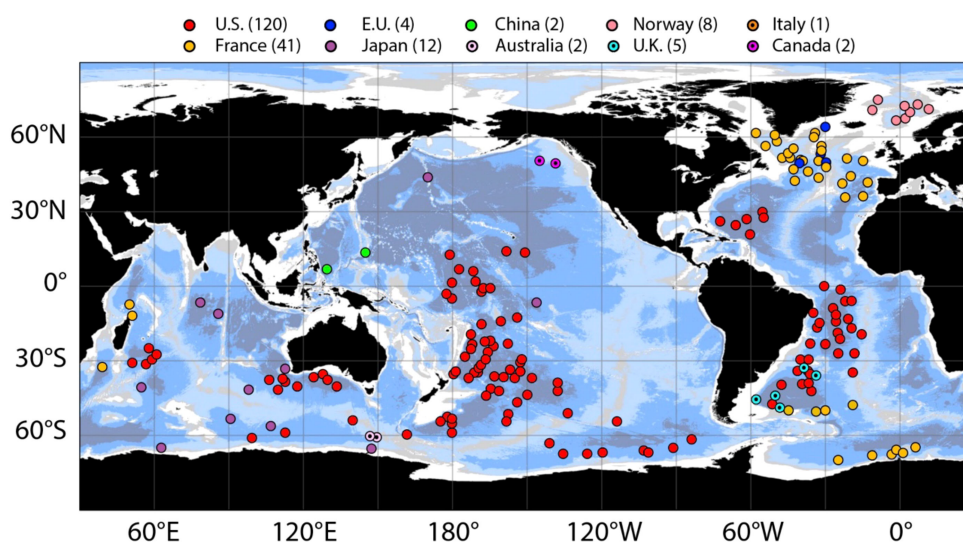 U.S. (120) E.U. (4) China (2) Norway (8) Italy (1)
France (41) Japan (12) Australia (2) U.K. (5) Canada (2)
60°N
30°N
0°
30°S
60°S
60°E 120°E 180° 120°W 60°W 0°